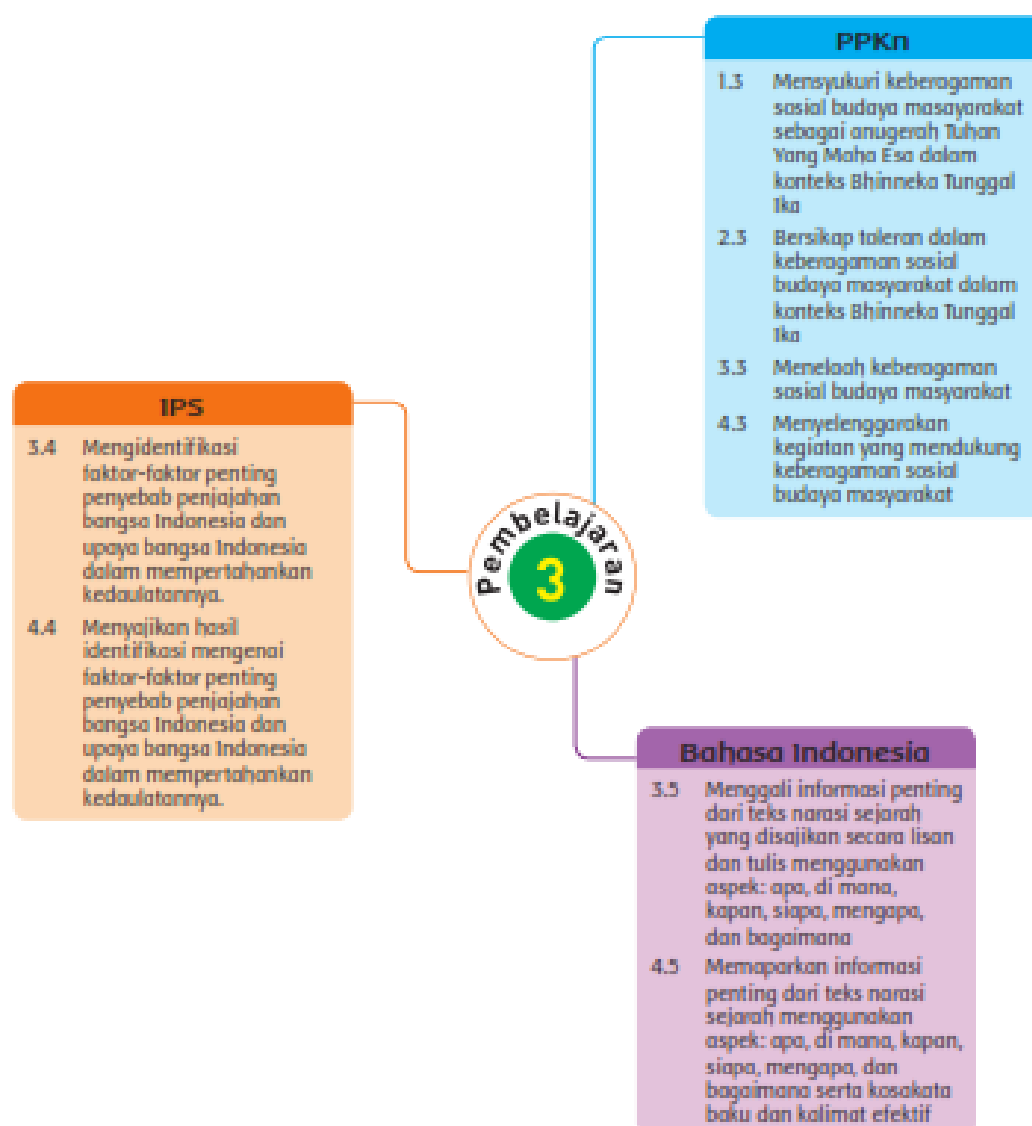 PPKn
1.3 Mensyukuri keberagaman
sosial budaya masayarakat
sebagai anugerah Tuhan
Yang Maha Esa dalam
konteks Bhinneka Tunggal
Ika
2.3 Bersikap toleran dalam
keberagaman sosial
budaya masyarakat dalam
konteks Bhinneka Tunggal
Ika
3.3 Menelaah keberagaman
sosial budaya masyarakat
4.3 Menyelenggarakan
kegiatan yang mendukung
keberagaman sosial
budaya masyarakat
IPS
3.4 Mengidentifikasi
faktor-faktor penting
penyebab penjajahan
bangsa Indonesia dan
upaya bangsa Indonesia
dalam mempertahankan
kedaulatannya.
4.4 Menyajikan hasil
identifikasi mengenai
faktor-faktor penting
penyebab penjajahan
bangsa Indonesia dan
upaya bangsa Indonesia
dalam mempertahankan
kedaulatannya.
Pembelajaran
3
Bahasa Indonesia
3.5 Menggali informasi penting
dari teks narasi sejarah
yang disajikan secara lisan
dan tulis menggunakan
aspek: apa, di mana,
kapan, siapa, mengapa,
dan bagaimana
4.5 Memaparkan informasi
penting dari teks narasi
sejarah menggunakan
aspek: apa, di mana, kapan,
siapa, mengapa, dan
bagaimana serta kosakata
baku dan kalimat efektif